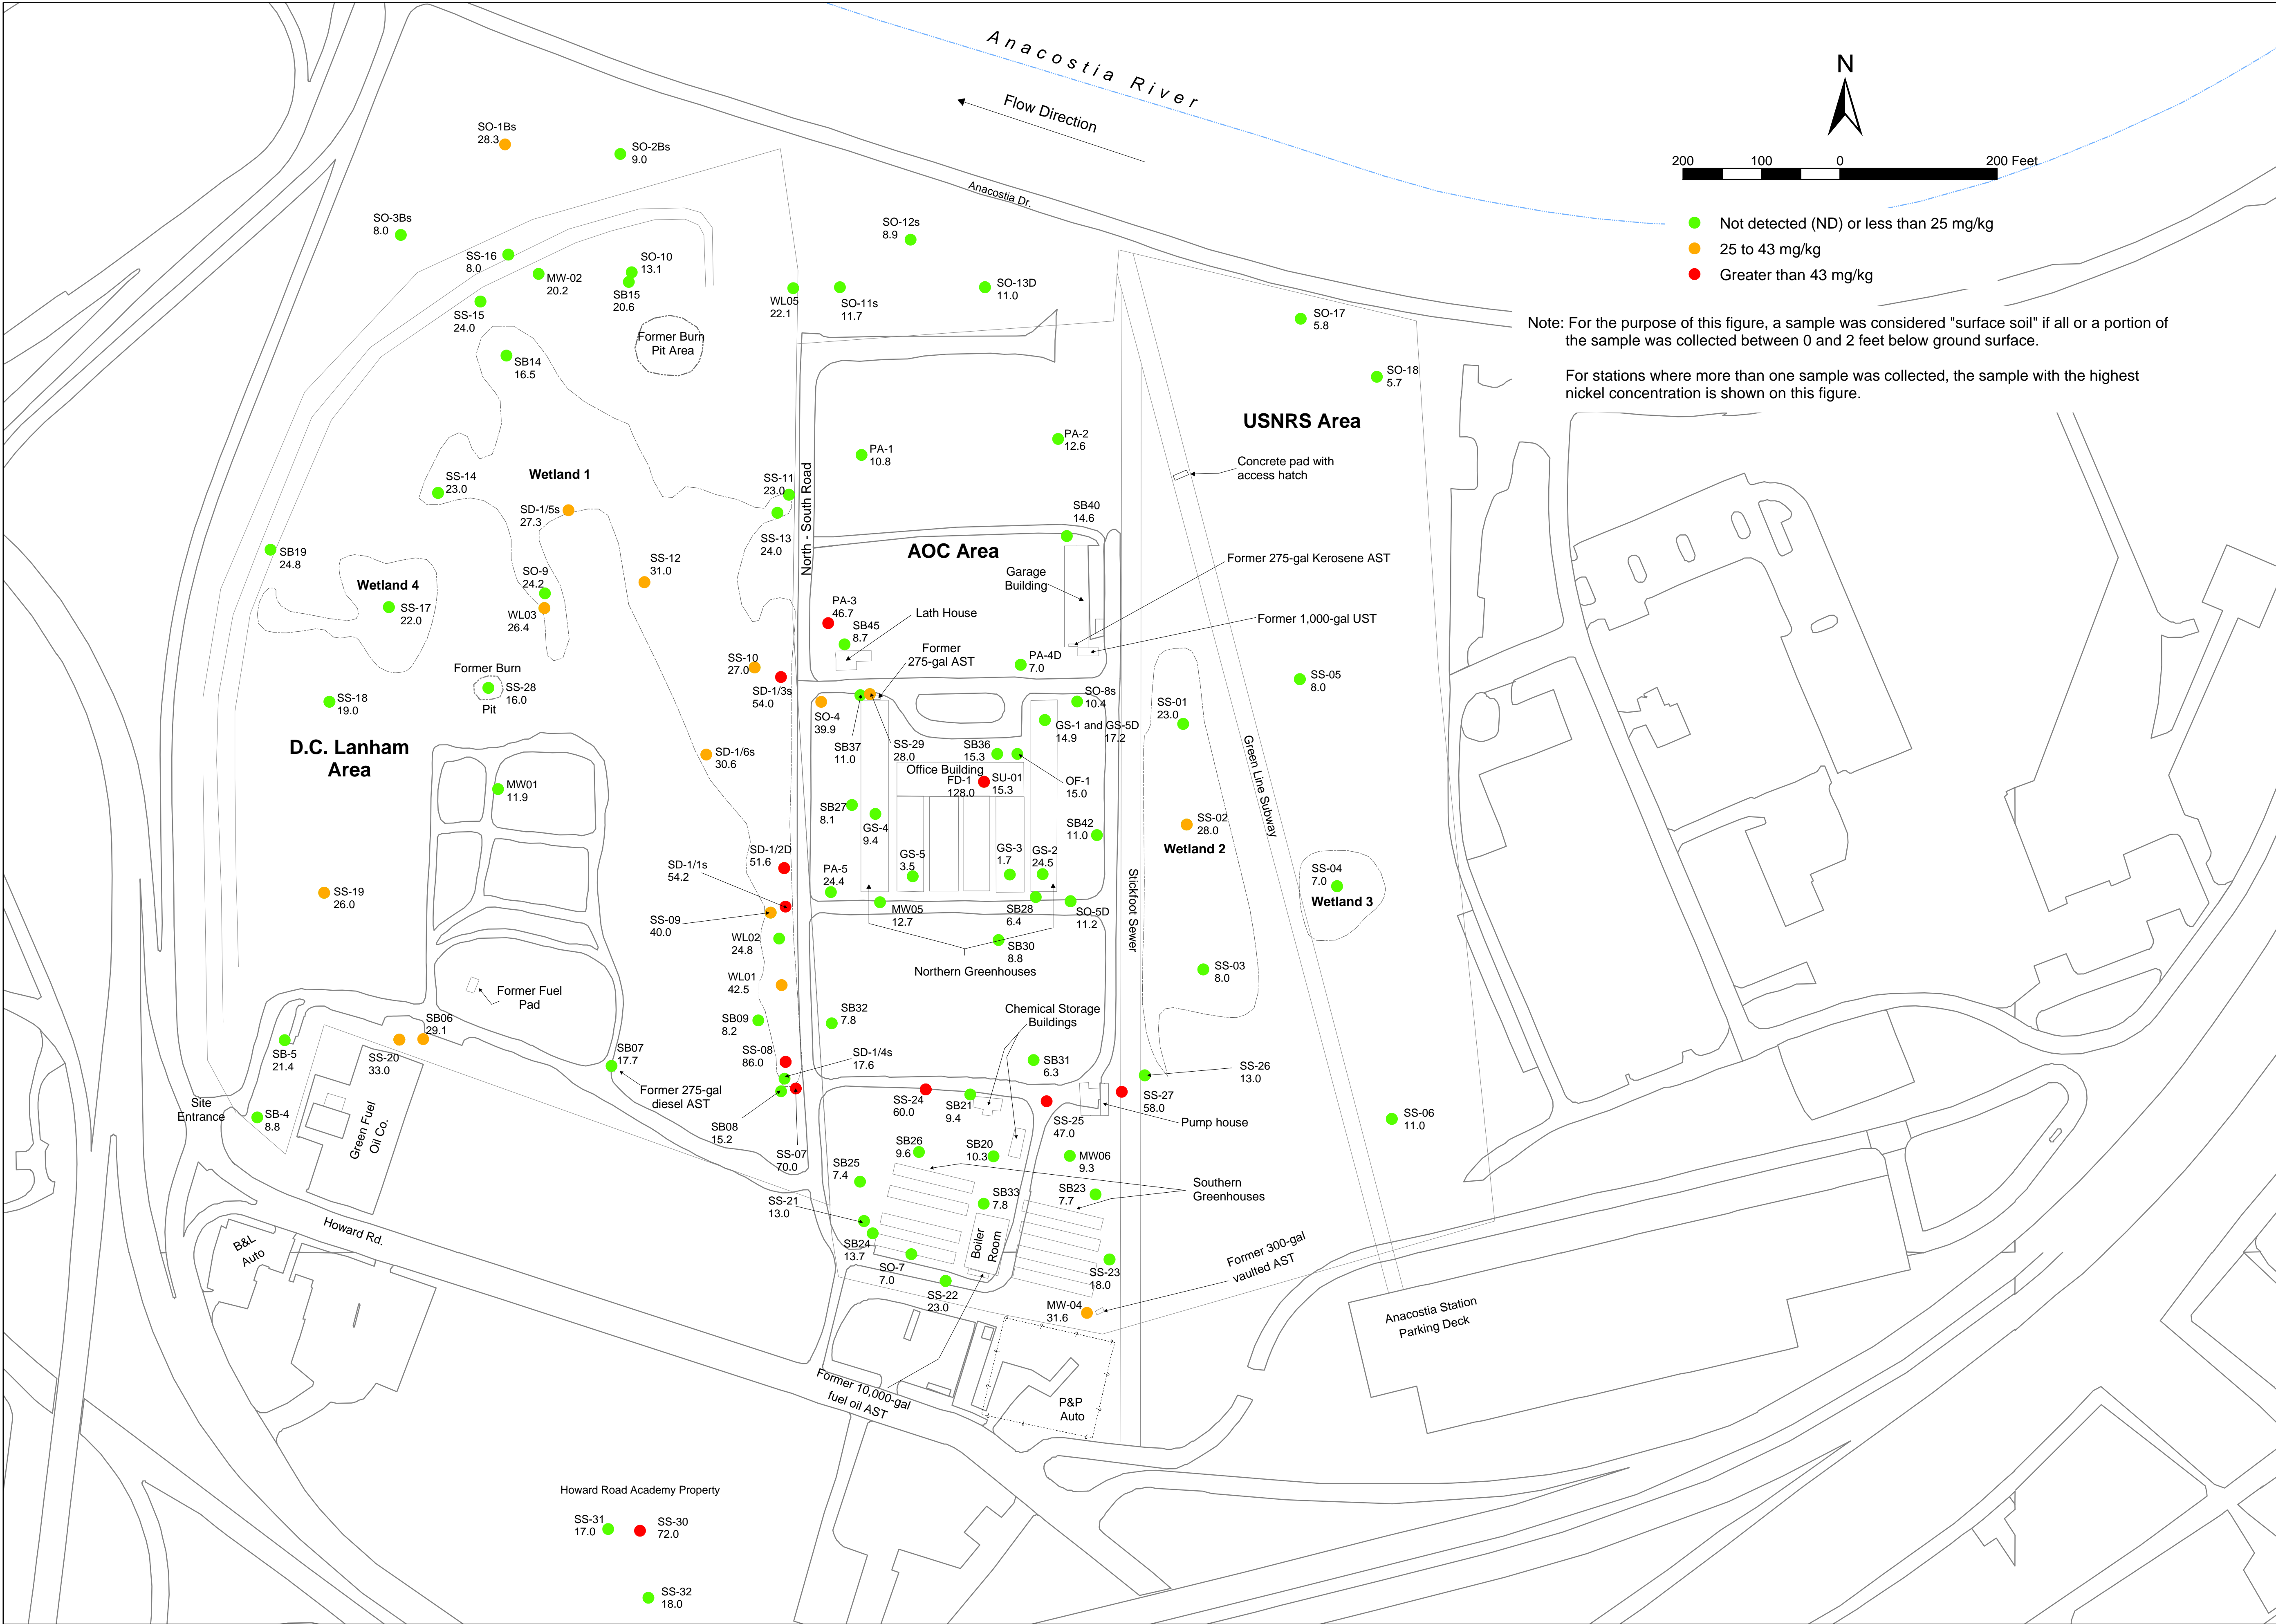 Anacostia River
Flow Direction
Anacostia Dr.
N
200 100 0 200 Feet
Not detected (ND) or less than 25 mg/kg
25 to 43 mg/kg
Greater than 43 mg/kg
Note: For the purpose of this figure, a sample was considered "surface soil" if all or a portion of
the sample was collected between 0 and 2 feet below ground surface.
For stations where more than one sample was collected, the sample with the highest
nickel concentration is shown on this figure.
SO-1Bs
28.3
SO-2Bs
9.0
SO-3Bs
8.0
SS-16
8.0
MW-02
20.2
SO-10
13.1
SB15
20.6
SS-15
24.0
Former Burn
Pit Area
SB14
16.5
WL05
22.1
SO-12s
8.9
SO-11s
11.7
SO-13D
11.0
SO-17
5.8
SO-18
5.7
USNRS Area
PA-1
10.8
PA-2
12.6
Concrete pad with
access hatch
Wetland 1
SS-14
23.0
SS-11
23.0
SS-13
24.0
SD-1/5s
27.3
North - South Road
SB40
14.6
AOC Area
SB19
24.8
Wetland 4
SS-17
22.0
SO-9
24.2
WL03
26.4
SS-12
31.0
Garage
Building
Former 275-gal Kerosene AST
Former 1,000-gal UST
PA-3
46.7
SB45
8.7
Lath House
Former
275-gal AST
PA-4D
7.0
SS-10
27.0
SD-1/3s
54.0
Former Burn
Pit
SS-28
16.0
SS-18
19.0
D.C. Lanham
Area
SO-4
39.9
SB37
11.0
SS-29
28.0
SO-8s
10.4
GS-1 and GS-5D
14.9 17.2
SB36
15.3
OF-1
15.0
Office Building
FD-1
128.0
SU-01
15.3
SS-05
8.0
SS-01
23.0
Green Line Subway
SD-1/6s
30.6
MW01
11.9
SB27
8.1
GS-4
9.4
SB42
11.0
SS-02
28.0
Wetland 2
SD-1/2D
51.6
SD-1/1s
54.2
PA-5
24.4
GS-5
3.5
GS-3
1.7
GS-2
24.5
SS-04
7.0
Wetland 3
SS-19
26.0
SS-09
40.0
MW05
12.7
SB28
6.4
SO-5D
11.2
Stickfoot Sewer
WL02
24.8
SB30
8.8
Northern Greenhouses
SS-03
8.0
WL01
42.5
Former Fuel
Pad
SB32
7.8
Chemical Storage
Buildings
SB09
8.2
SB-5
21.4
SS-20
33.0
SB06
29.1
SB07
17.7
SS-08
86.0
SD-1/4s
17.6
SB31
6.3
SS-26
13.0
Former 275-gal
diesel AST
SB08
15.2
SS-07
70.0
SS-24
60.0
SB21
9.4
SS-25
47.0
SS-27
58.0
Pump house
SS-06
11.0
Site
Entrance
SB-4
8.8
Green Fuel
Oil Co.
SB26
9.6
SB20
10.3
MW06
9.3
SB25
7.4
SB33
7.8
SB23
7.7
Southern
Greenhouses
SS-21
13.0
SB24
13.7
SO-7
7.0
SS-22
23.0
Boiler
Room
SS-23
18.0
Former 300-gal
vaulted AST
MW-04
31.6
Howard Rd.
B&L
Auto
Anacostia Station
Parking Deck
Former 10,000-gal
fuel oil AST
P&P
Auto
Howard Road Academy Property
SS-31
17.0
SS-30
72.0
SS-32
18.0